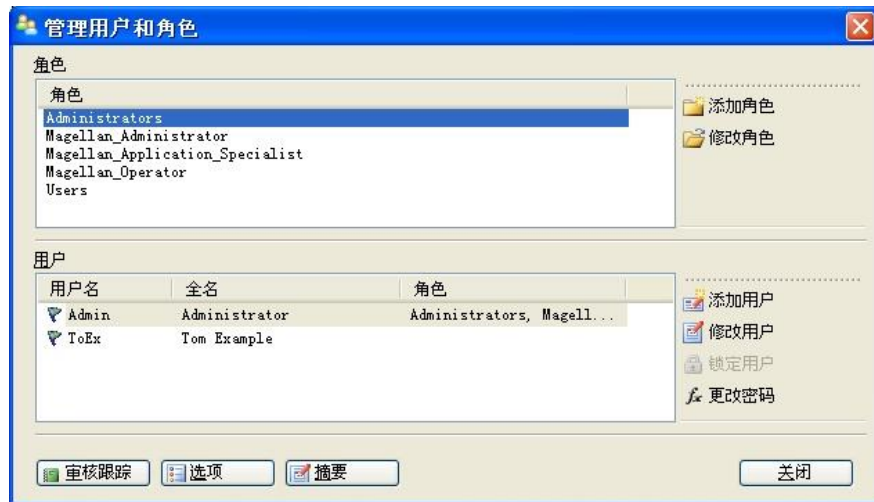 管理用户和角色
角色
角色
Administrators
Magellan_Administrator
Magellan_Application_Specialist
Magellan_Operator
Users
添加角色
修改角色
用户
用户名 全名 角色
Admin Administrator Administrators, Magell...
ToEx Tom Example
添加用户
修改用户
锁定用户
fx 更改密码
审核跟踪 选项 摘要 关闭